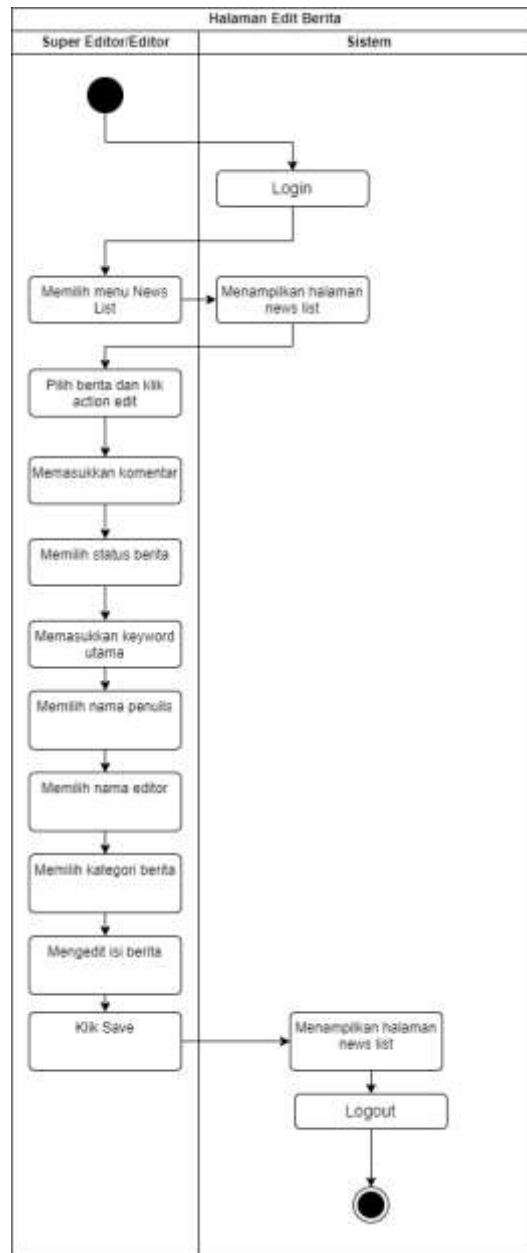 Halaman Edit Berita
Super Editor/Editor
Sistem
Login
Memilih menu News
List
Menampilkan halaman
news list
Pilih berita dan klik
action edit
Memasukkan komentar
Memilih status berita
Memasukkan keyword
utama
Memilih nama penulis
Memilih nama editor
Memilih kategori berita
Mengedit isi berita
Klik Save
Menampilkan halaman
news list
Logout